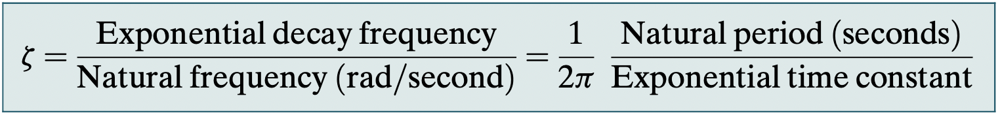 ζ = Exponential decay frequency / Natural frequency (rad/second) = 1 / 2π Natural period (seconds) / Exponential time constant